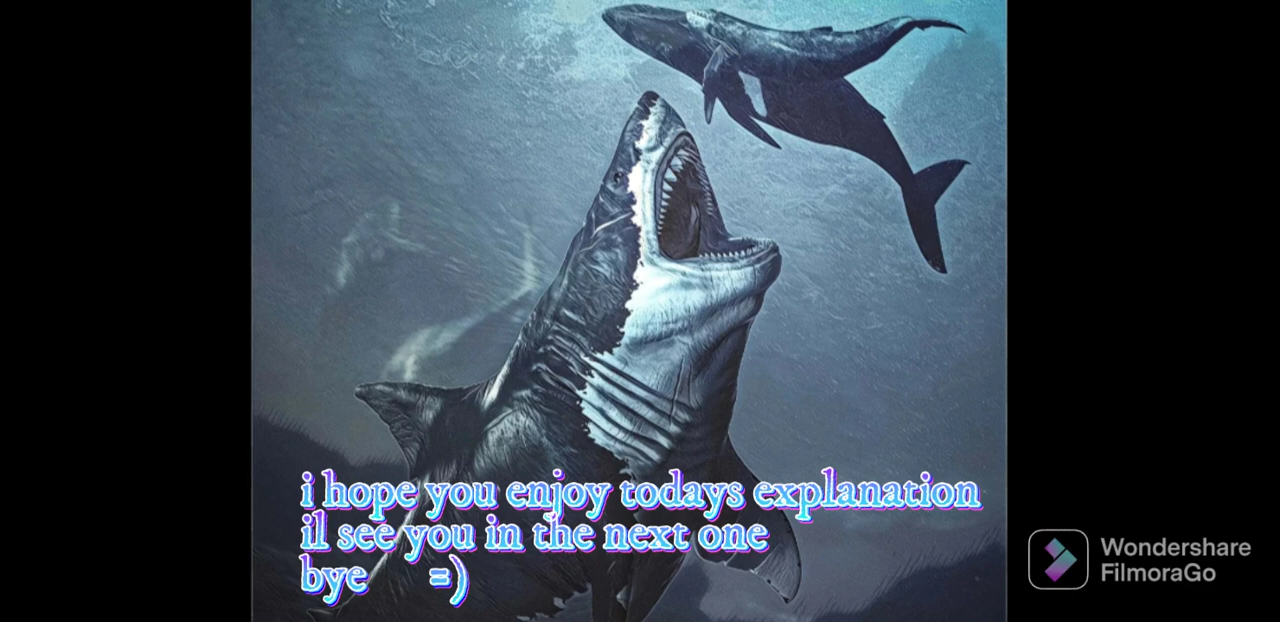 i hope you enjoy todays explanation
il see you in the next one
bye =)
Wondershare
FilmoraGo